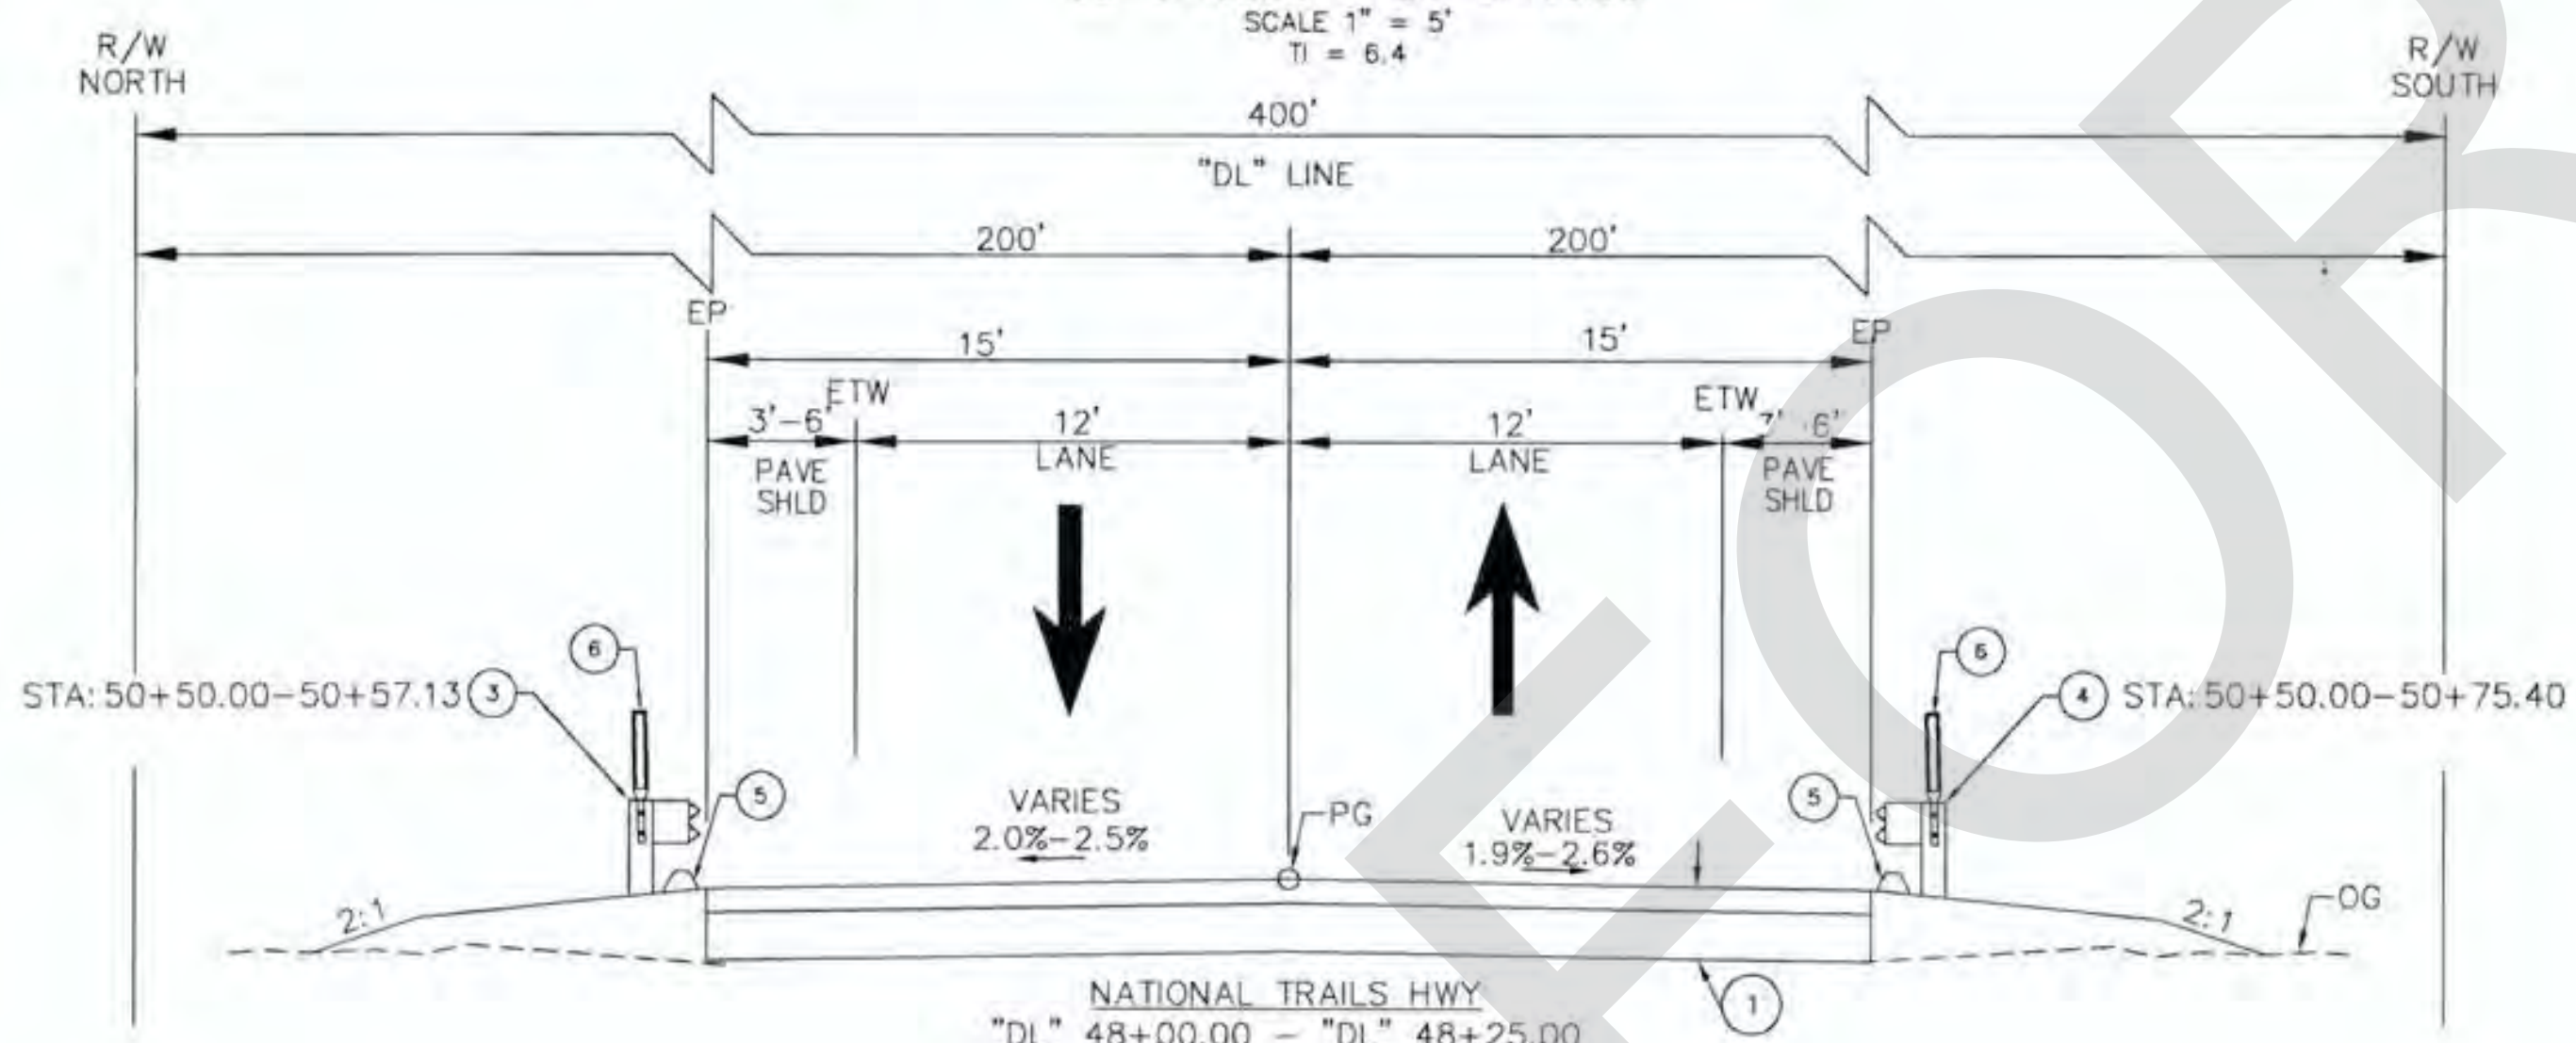 SCALE 1" = 5'
TI = 6.4
R/W
NORTH
R/W
SOUTH
400'
"DL" LINE
200'
200'
EP
EP
15'
15'
ETW
ETW
3'-6"
12'
LANE
12'
LANE
6'
PAVE
SHLD
PAVE
SHLD
6
6
STA: 50+50.00-50+57.13
3
4
STA: 50+50.00-50+75.40
5
5
VARIES
2.0%-2.5%
PG
VARIES
1.9%-2.6%
2:1
2:1
OG
1
NATIONAL TRAILS HWY
"DL" 48+00.00 - "DL" 48+25.00
FOR